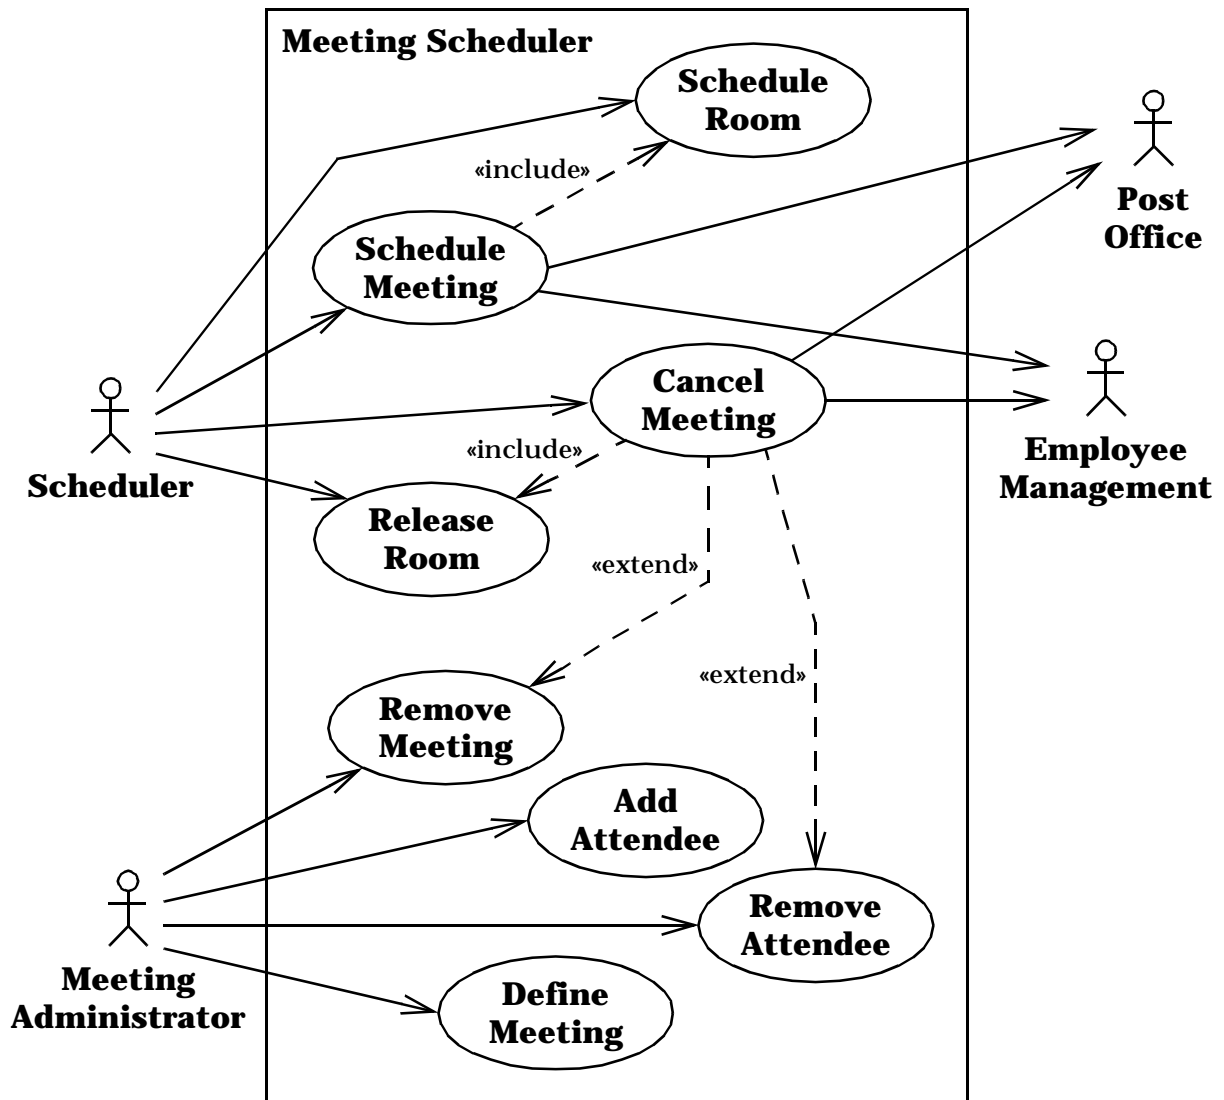 Meeting Scheduler
Schedule
Room
«include»
Post
Office
Schedule
Meeting
Cancel
Meeting
«include»
Employee
Management
Scheduler
Release
Room
«extend»
«extend»
Remove
Meeting
Add
Attendee
Remove
Attendee
Meeting
Administrator
Define
Meeting